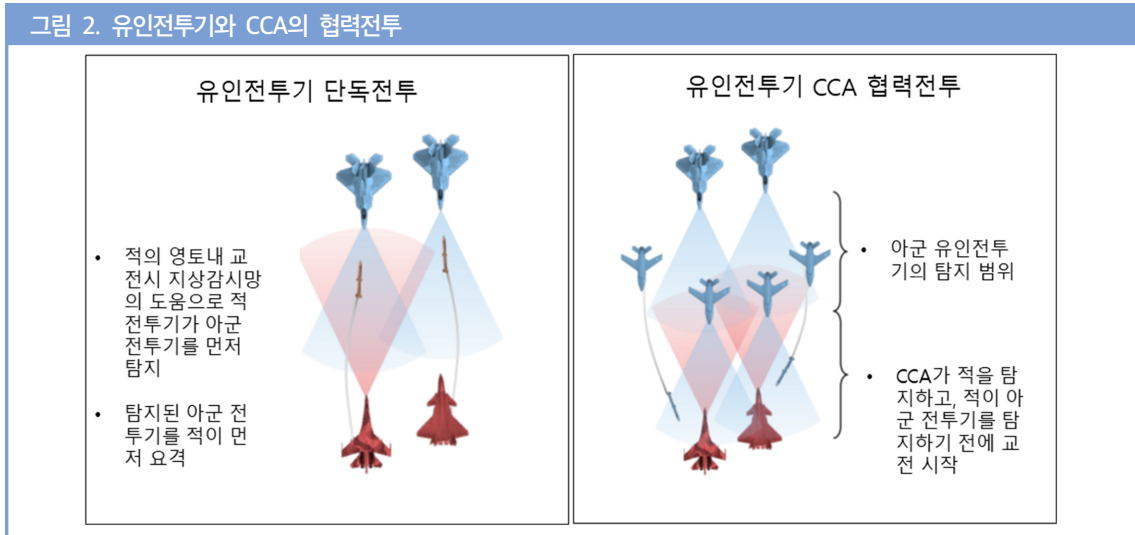 그림 2. 유인전투기와 CCA의 협력전투
유인전투기 단독전투
• 적의 영토내 교
전시 지상감시망
의 도움으로 적
전투기가 아군
전투기를 먼저
탐지
• 탐지된 아군 전
투기를 적이 먼
저 요격
유인전투기 CCA 협력전투
• 아군 유인전투
기의 탐지 범위
• CCA가 적을 탐
지하고, 적이 아
군 전투기를 탐
지하기 전에 교
전 시작